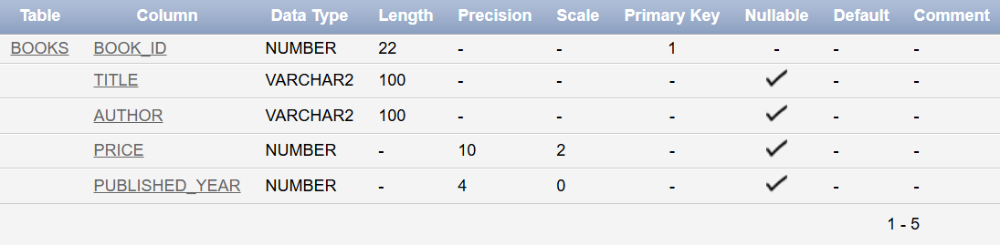 Table Column Data Type Length Precision Scale Primary Key Nullable Default Comment
BOOKS BOOK_ID NUMBER 22 - - 1 - - -
TITLE VARCHAR2 100 - - - ✓ - -
AUTHOR VARCHAR2 100 - - - ✓ - -
PRICE NUMBER - 10 2 - ✓ - -
PUBLISHED_YEAR NUMBER - 4 0 - ✓ - -
1 - 5